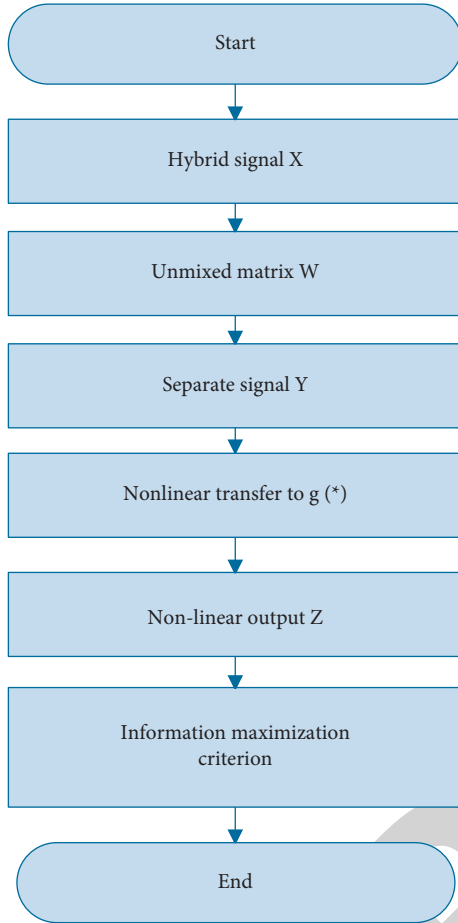 Start
Hybrid signal X
Unmixed matrix W
Separate signal Y
Nonlinear transfer to g (*)
Non-linear output Z
Information maximization
criterion
End